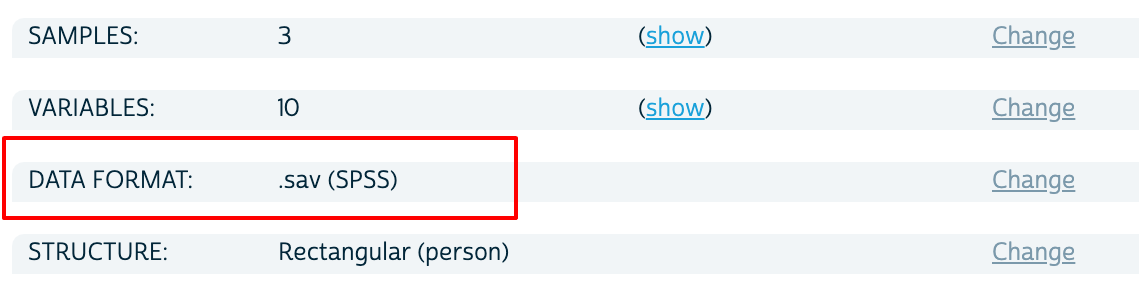 SAMPLES: 3 (show) Change
VARIABLES: 10 (show) Change
DATA FORMAT: .sav (SPSS) Change
STRUCTURE: Rectangular (person) Change